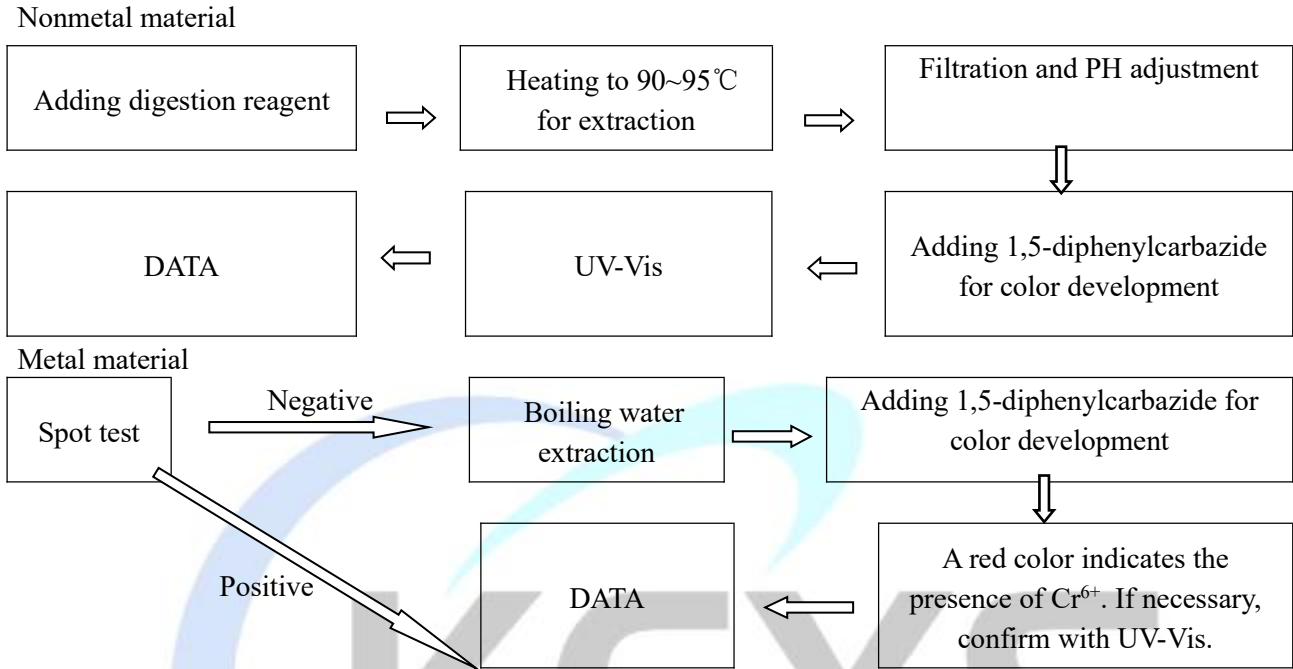 Nonmetal material
Adding digestion reagent
Heating to 90~95℃
for extraction
Filtration and PH adjustment
DATA
UV-Vis
Adding 1,5-diphenylcarbazide
for color development
Metal material
Spot test
Negative
Boiling water
extraction
Adding 1,5-diphenylcarbazide for
color development
Positive
DATA
A red color indicates the
presence of Cr⁶⁺. If necessary,
confirm with UV-Vis.